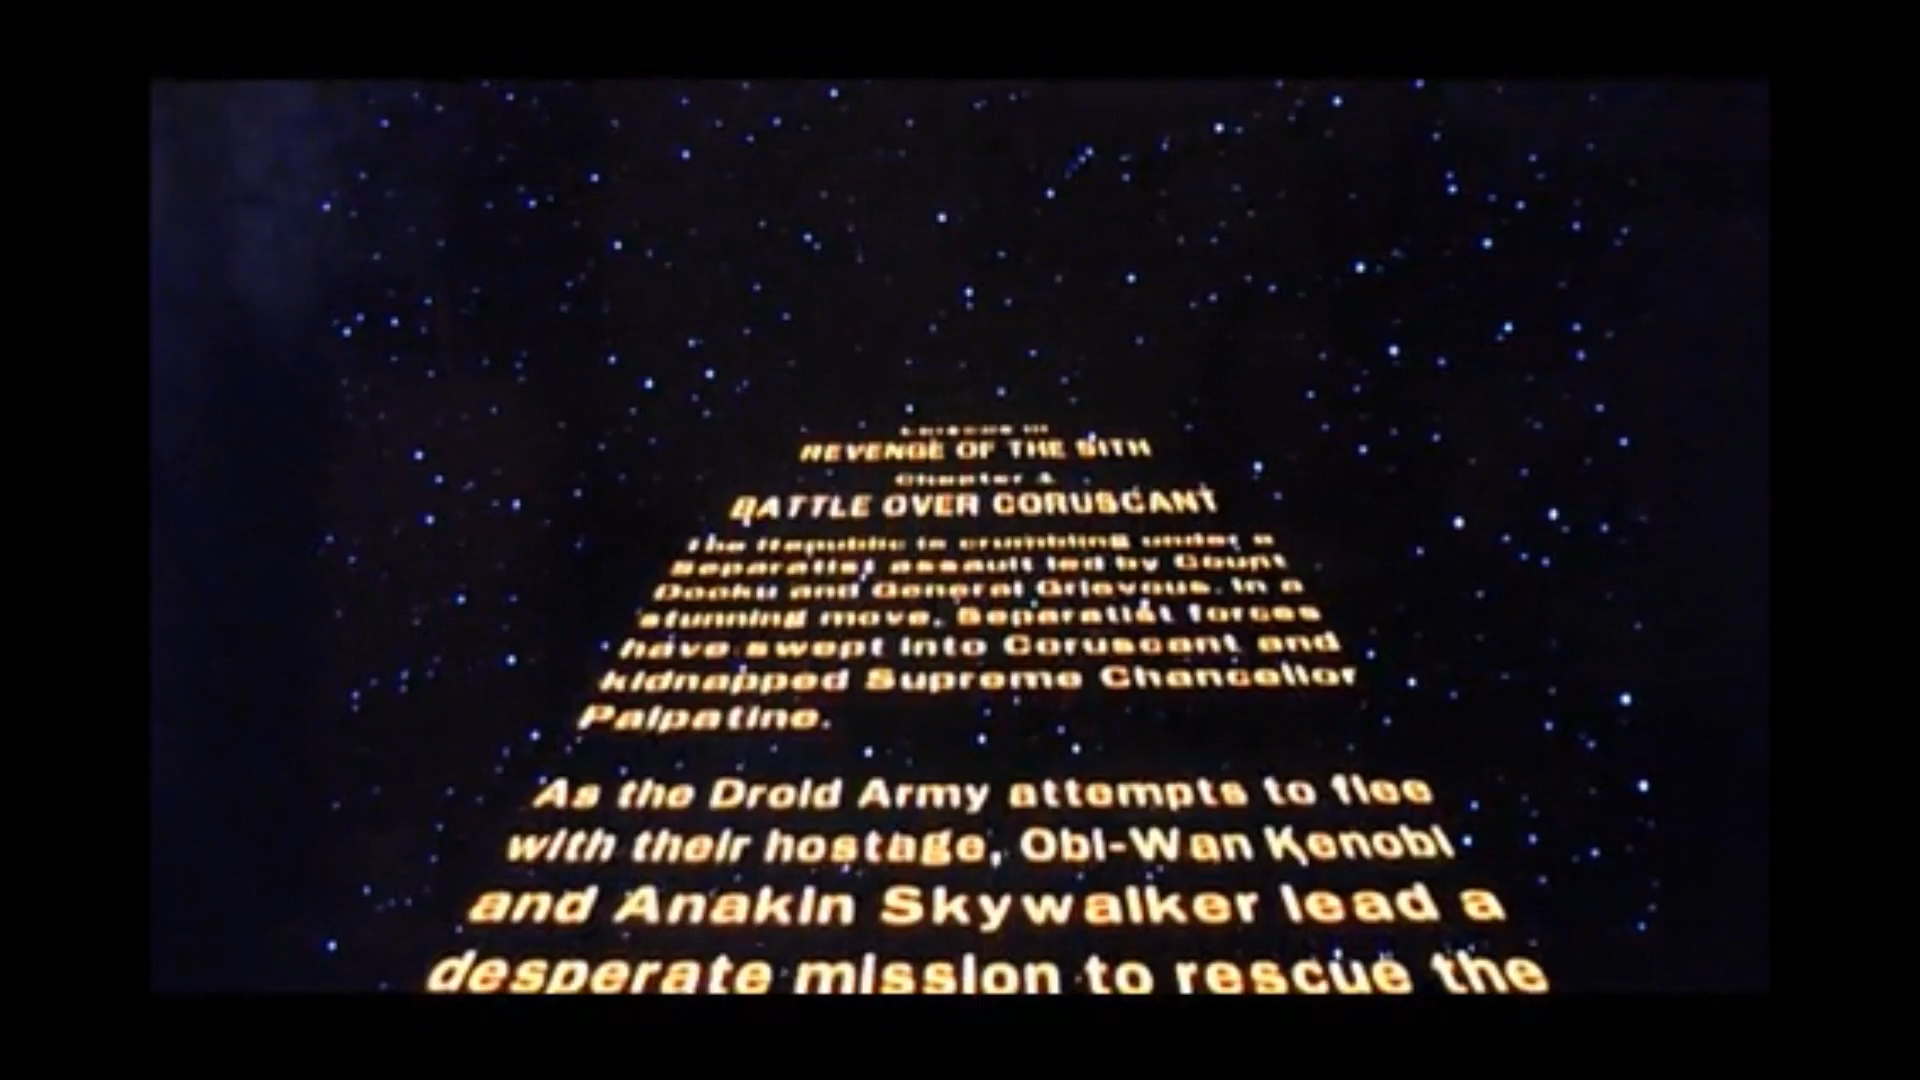 Episode III
REVENGE OF THE SITH
Chapter 1
BATTLE OVER CORUSCANT
The Republic is crumbling under a
Separatist assault led by Count
Dooku and General Grievous. In a
stunning move, Separatist forces
have swept into Coruscant and
kidnapped Supreme Chancellor
Palpatine.
As the Droid Army attempts to flee
with their hostage, Obi-Wan Kenobi
and Anakin Skywalker lead a
desperate mission to rescue the